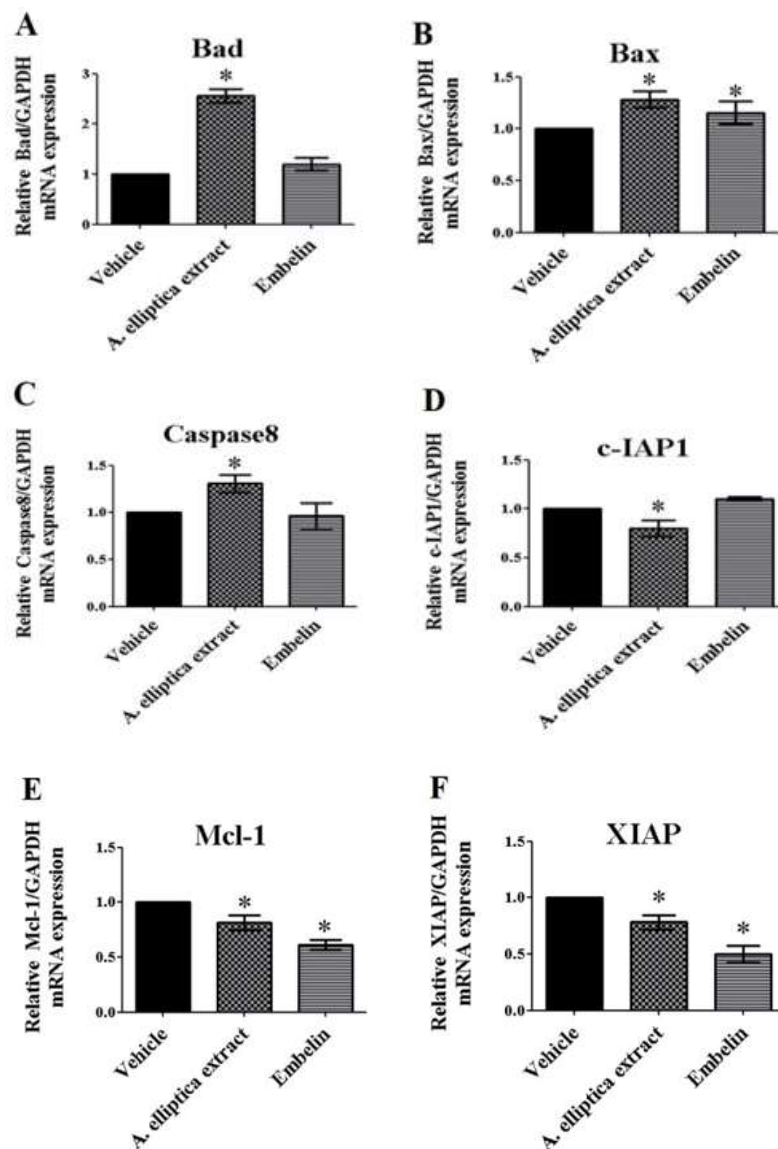 A
Bad
Relative Bad/GAPDH
mRNA expression
3
2
1
0
*
Vehicle
A. elliptica extract
Embelin
B
Bax
Relative Bax/GAPDH
mRNA expression
1.5
1.0
0.5
0.0
*
*
Vehicle
A. elliptica extract
Embelin
C
Caspase8
Relative Caspase8/GAPDH
mRNA expression
1.5
1.0
0.5
0.0
*
Vehicle
A. elliptica extract
Embelin
D
c-IAP1
Relative c-IAP1/GAPDH
mRNA expression
1.5
1.0
0.5
0.0
*
Vehicle
A. elliptica extract
Embelin
E
Mcl-1
Relative Mcl-1/GAPDH
mRNA expression
1.5
1.0
0.5
0.0
*
*
Vehicle
A. elliptica extract
Embelin
F
XIAP
Relative XIAP/GAPDH
mRNA expression
1.5
1.0
0.5
0.0
*
*
Vehicle
A. elliptica extract
Embelin